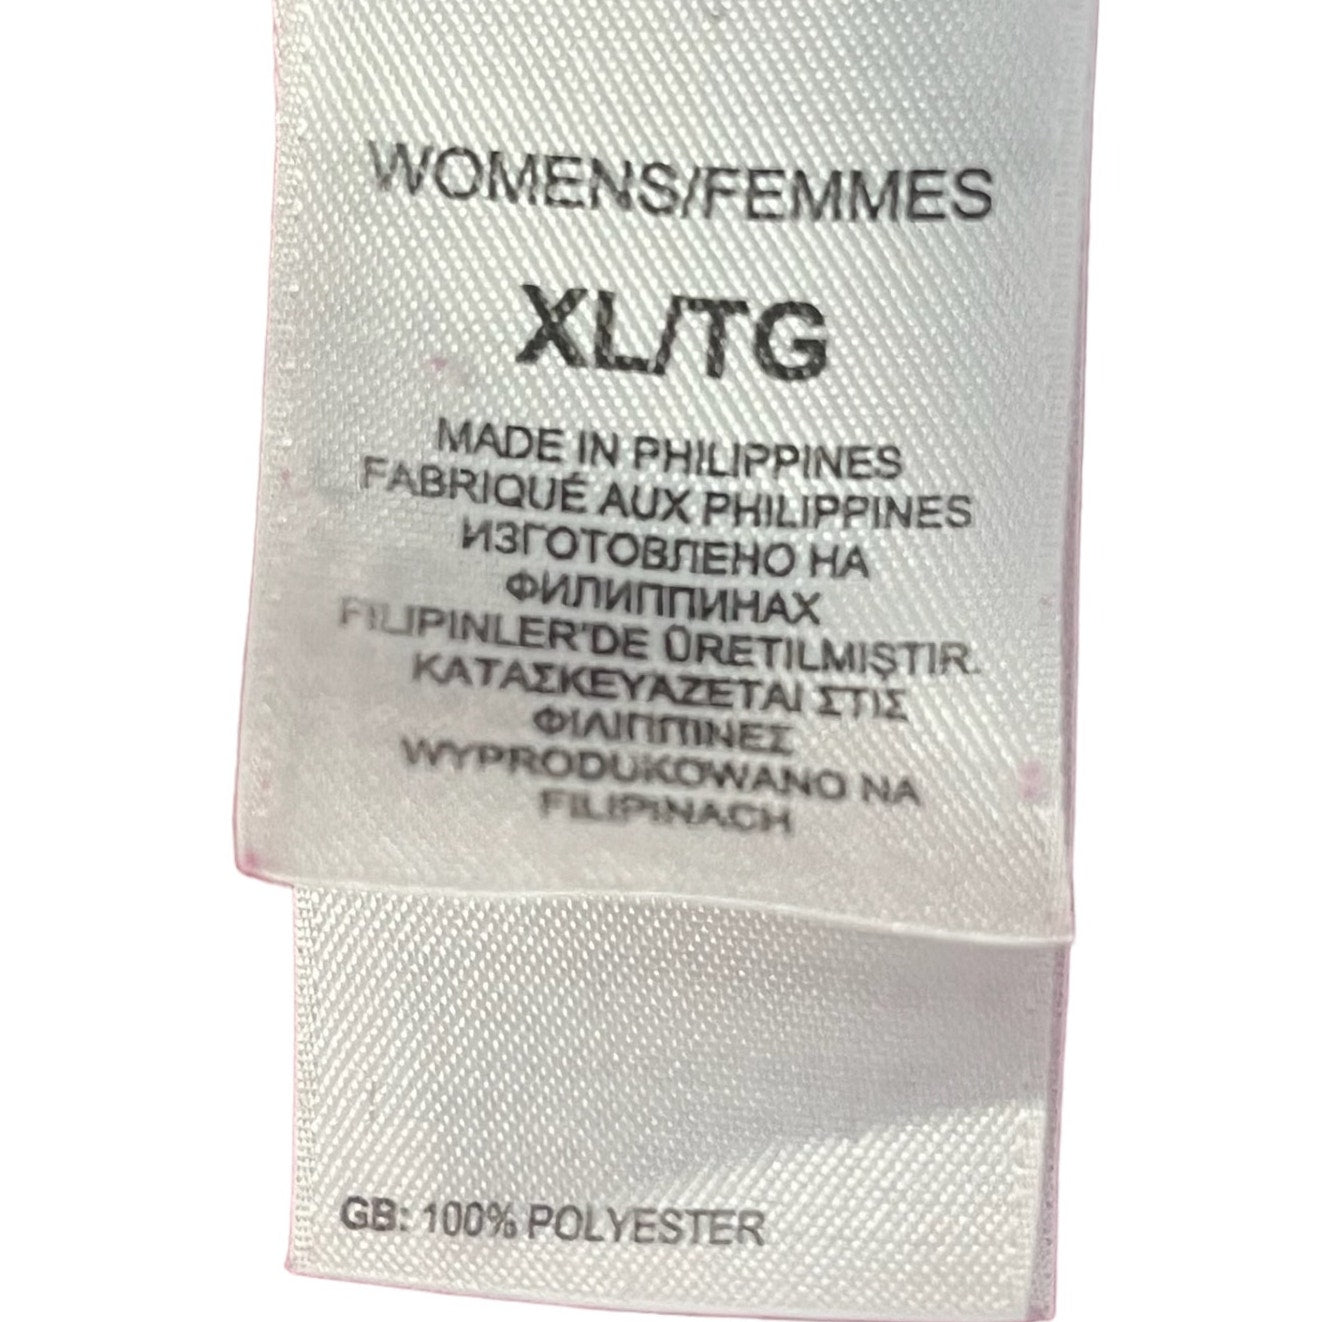 WOMENS/FEMMES
XL/TG
MADE IN PHILIPPINES
FABRIQUÉ AUX PHILIPPINES
ИЗГОТОВЛЕНО НА
ФИЛИППИНАХ
FILIPINLER'DE ÜRETILMIŞTIR.
ΚΑΤΑΣΚΕΥΑΖΕΤΑΙ ΣΤΙΣ
ΦΙΛΙΠΠΙΝΕΣ
WYPRODUKOWANO NA
FILIPINACH
GB: 100% POLYESTER